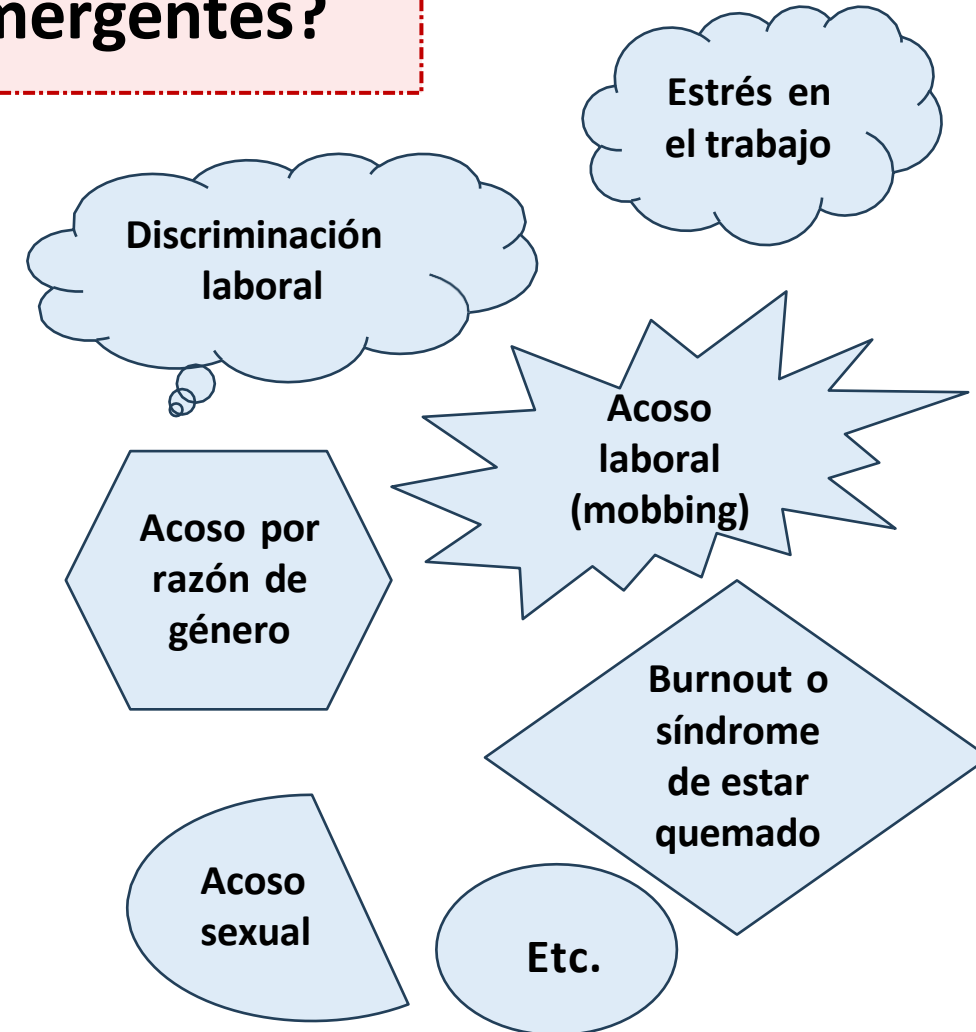 mergentes?
Estrés en
el trabajo
Discriminación
laboral
Acoso
laboral
(mobbing)
Acoso por
razón de
género
Burnout o
síndrome
de estar
quemado
Acoso
sexual
Etc.